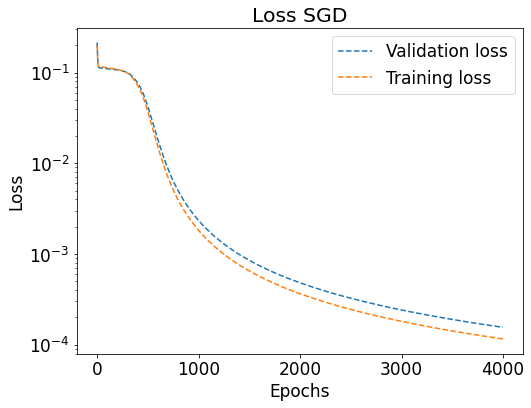 Loss SGD
Validation loss
Training loss
Loss
10⁻¹
10⁻²
10⁻³
10⁻⁴
0 1000 2000 3000 4000
Epochs